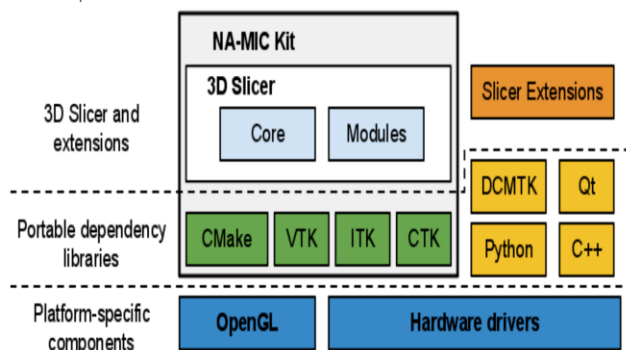 NA-MIC Kit
3D Slicer
3D Slicer and
extensions
Core
Modules
Slicer Extensions
DCMTK
Qt
Portable dependency
libraries
CMake
VTK
ITK
CTK
Python
C++
Platform-specific
components
OpenGL
Hardware drivers